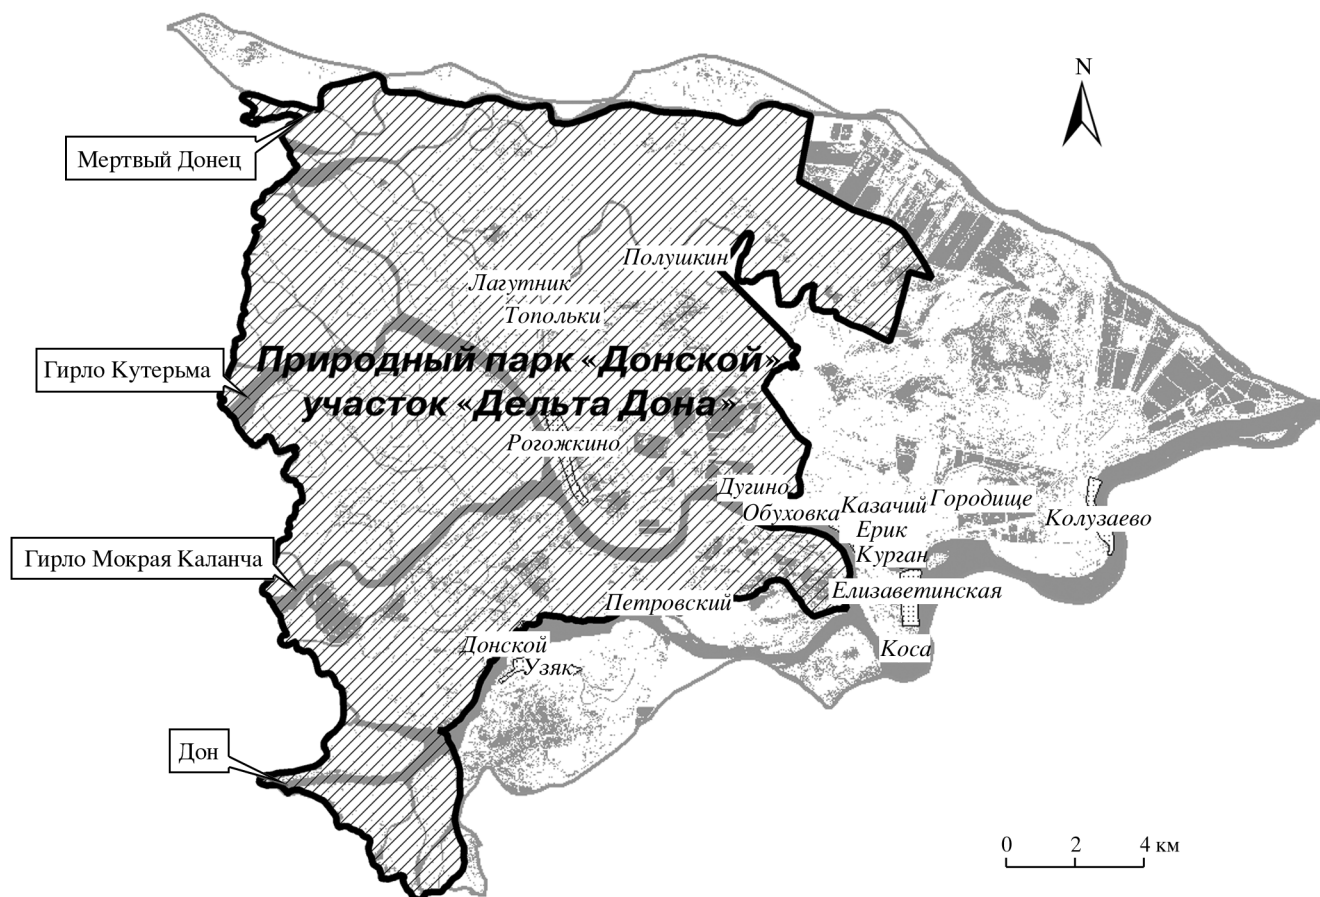 N
Мертвый Донец
Полушкин
Лагутник
Топольки
Гирло Кутерьма
Природный парк «Донской»
участок «Дельта Дона»
Рогожкино
Дугино
Обуховка
Казачий
Ерик
Городище
Колузаево
Курган
Гирло Мокрая Каланча
Елизаветинская
Петровский
Донской
Узяк
Коса
Дон
0 2 4 км